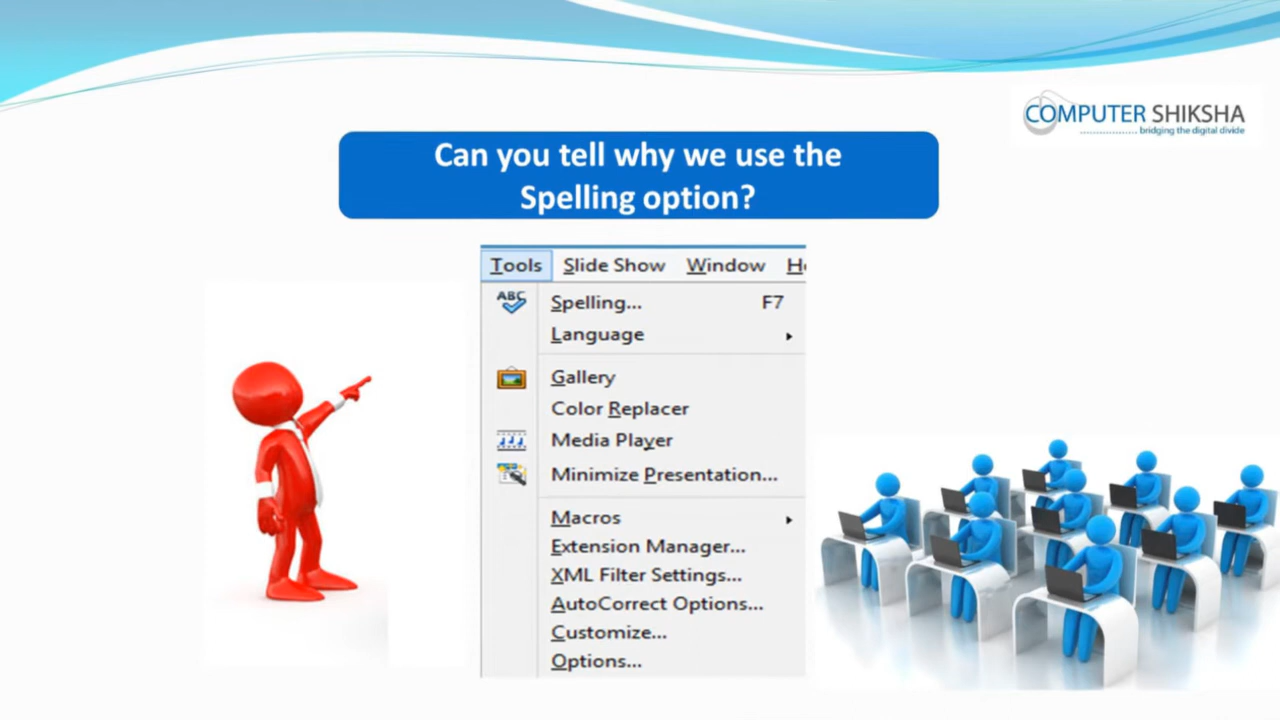 COMPUTER SHIKSHA
bridging the digital divide
Can you tell why we use the
Spelling option?
Tools Slide Show Window
ABC Spelling... F7
Language
Gallery
Color Replacer
Media Player
Minimize Presentation...
Macros
Extension Manager...
XML Filter Settings...
AutoCorrect Options...
Customize...
Options...